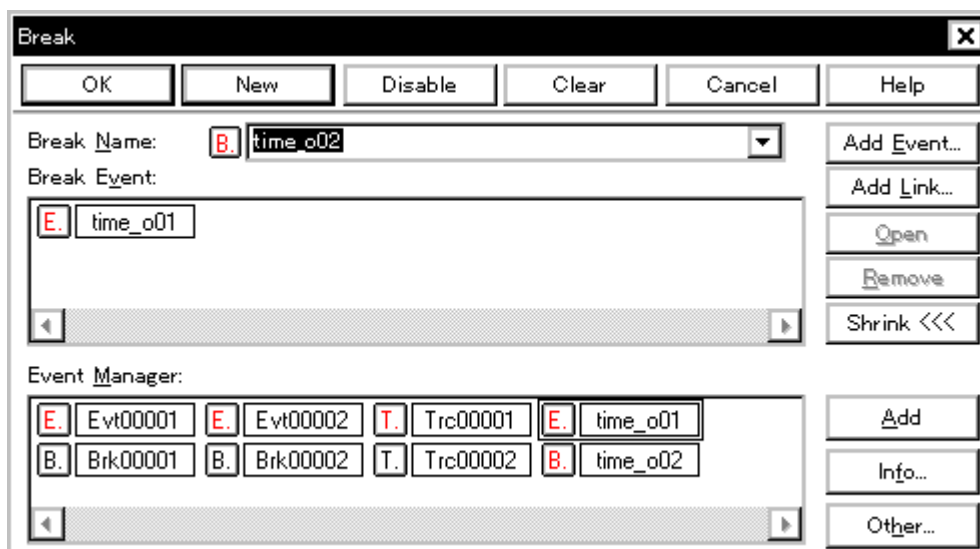 Break
OK New Disable Clear Cancel Help
Break Name: B. time_o02 Add Event...
Break Event: Add Link...
E. time_o01
Open
Remove
Shrink <<<
Event Manager:
E. Evt00001 E. Evt00002 T. Trc00001 E. time_o01 Add
B. Brk00001 B. Brk00002 T. Trc00002 B. time_o02
Info...
Other...